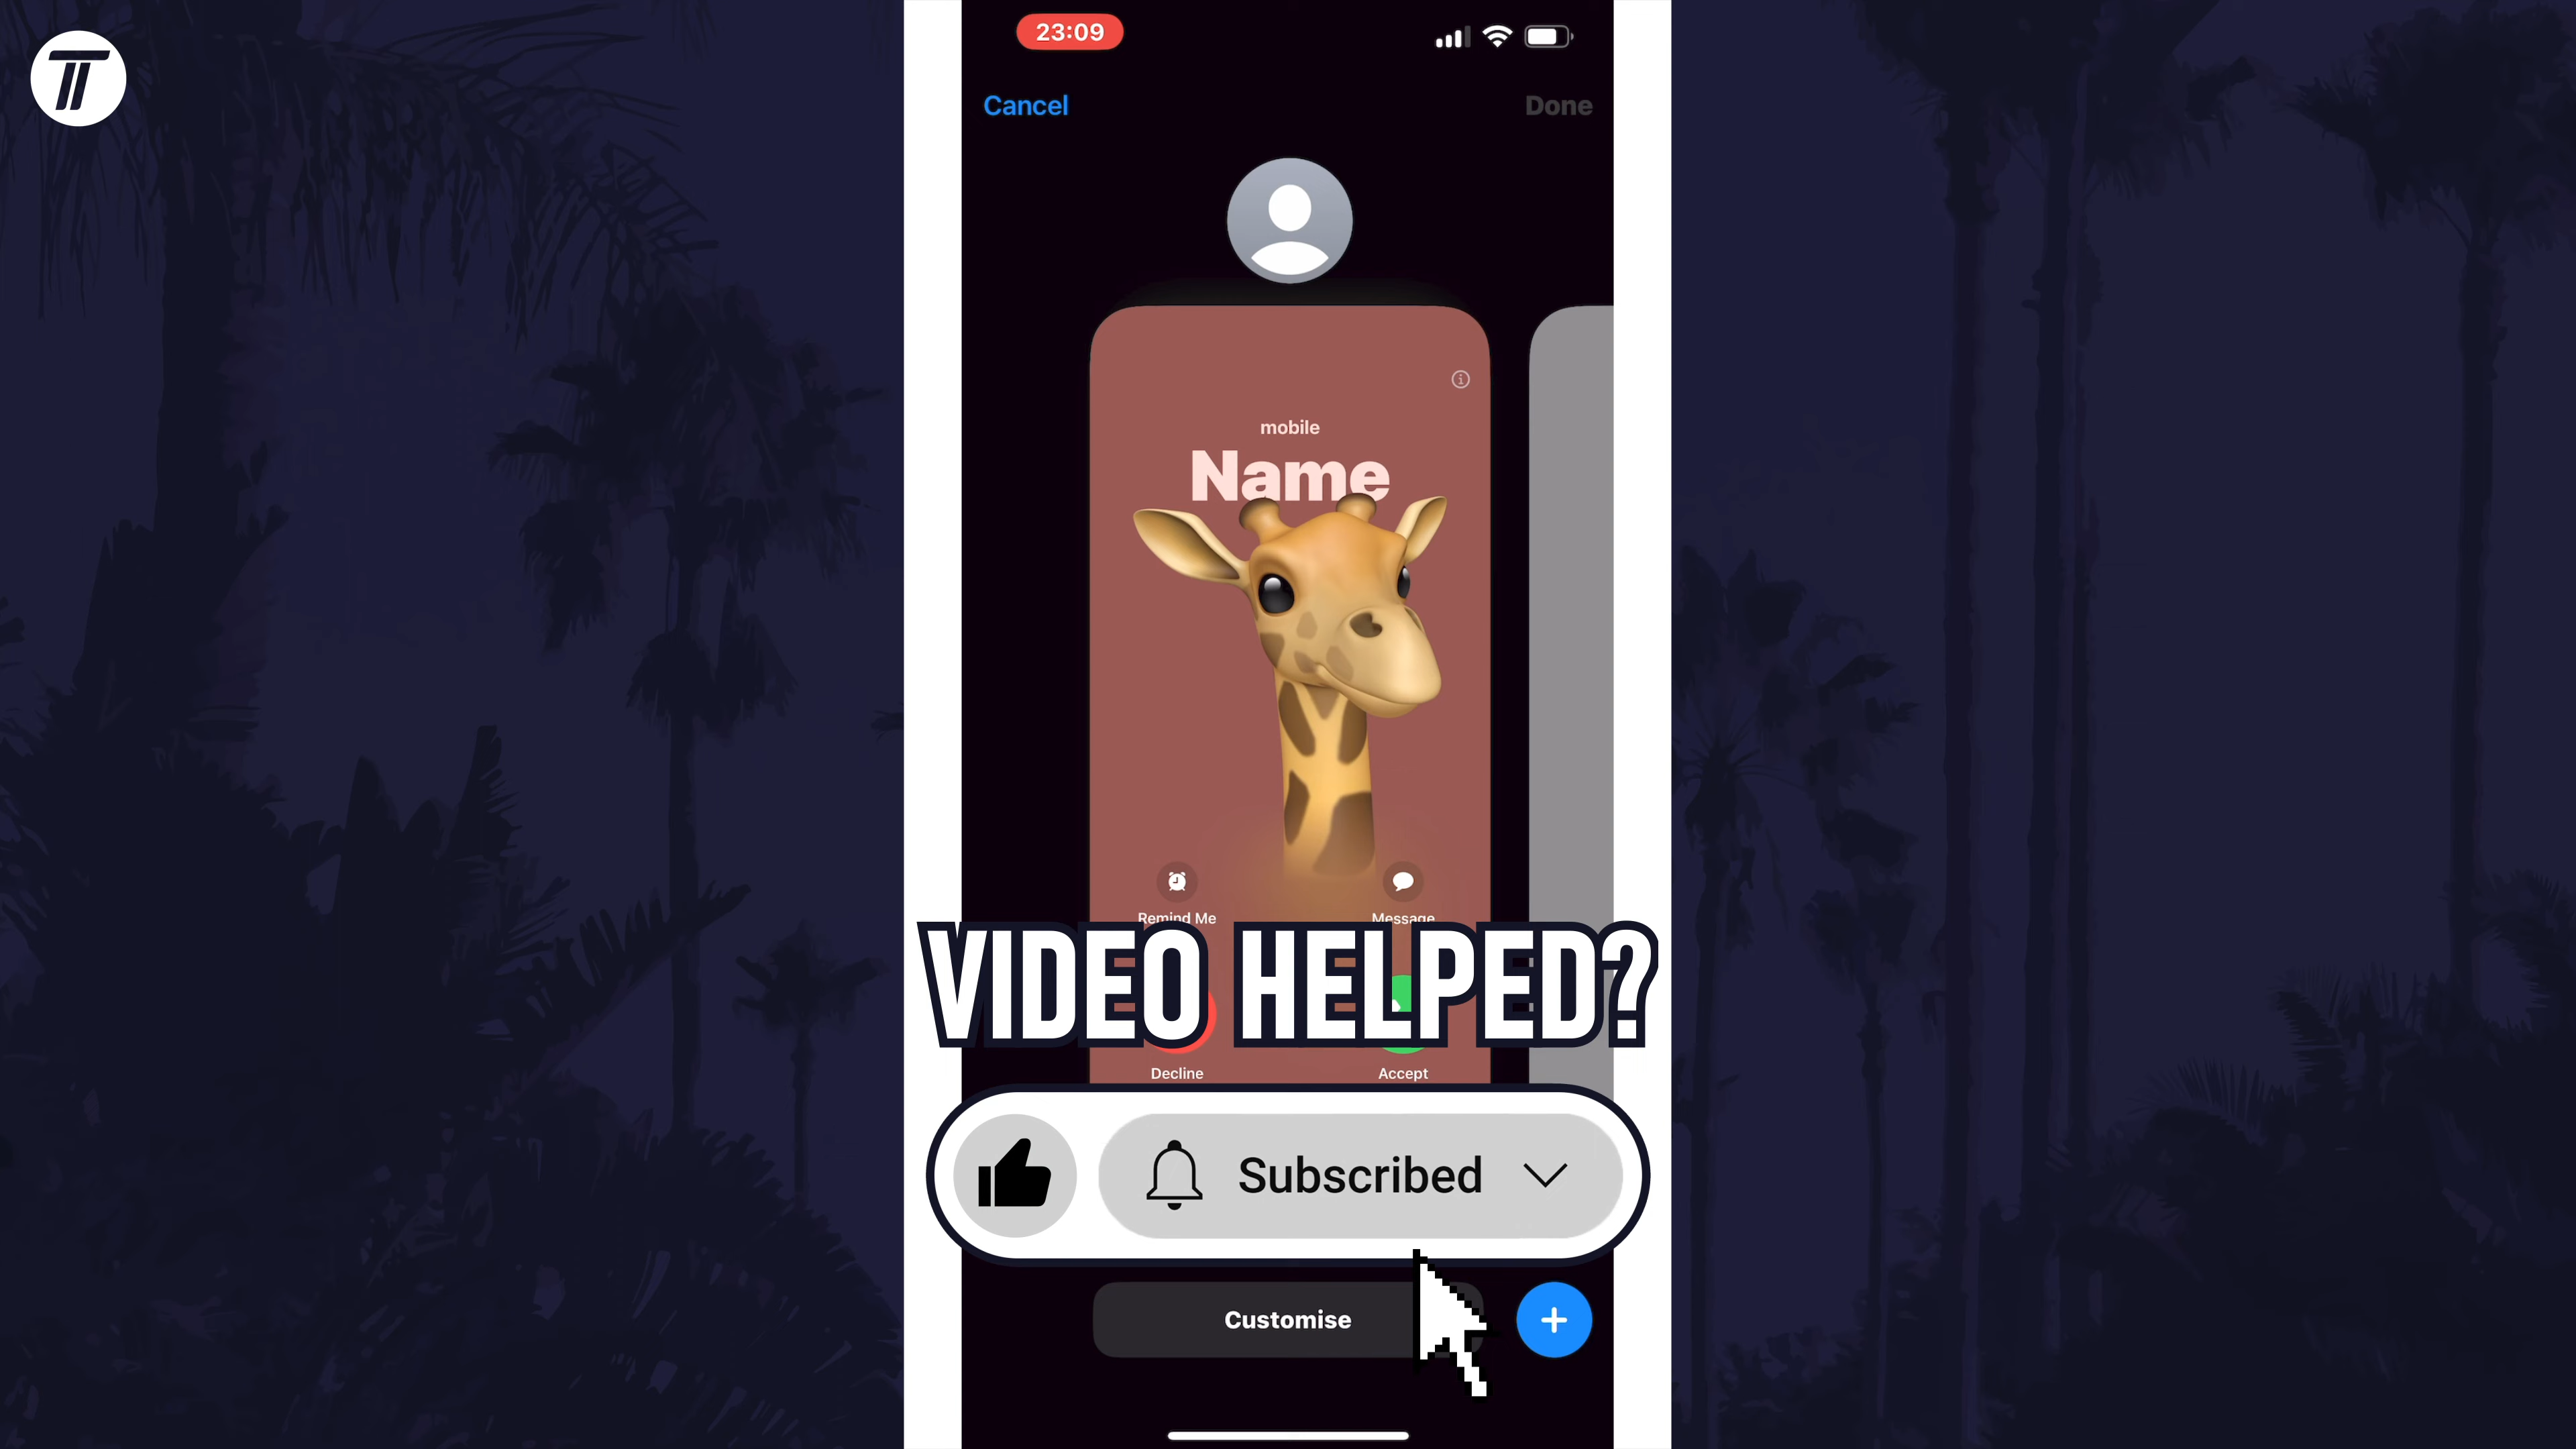 23:09
Cancel
Done
mobile
Name
Remind Me
Message
VIDEO HELPED?
Decline
Accept
Subscribed
Customise